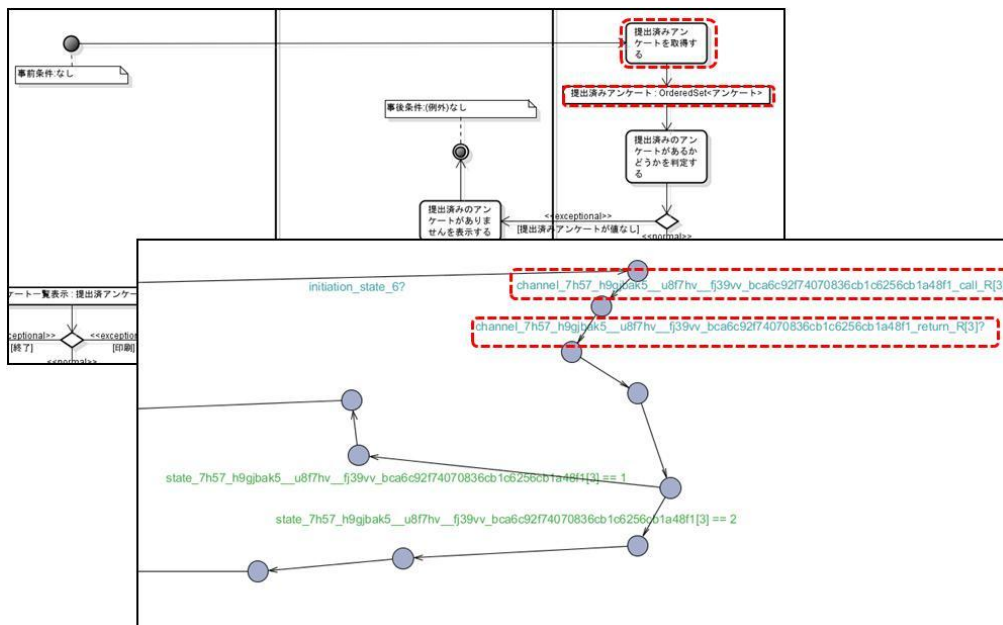 提出済みアン
ケートを取得す
る
事前条件:なし
提出済みアンケート : OrderedSet<アンケート>
事後条件:(例外)なし
提出済みのアン
ケートがあるか
どうかを判定す
る
提出済みのアン
ケートがありま
せんを表示する
<<exceptional>>
[提出済みアンケートが値なし]
<<normal>>
initiation_state_6?
channel_7h57_h9gjbak5__u8f7hv__fj39vv_bca6c92f74070836cb1c6256cb1a48f1_call_R[3]
ケート一覧表示 : 提出済アンケー
channel_7h57_h9gjbak5__u8f7hv__fj39vv_bca6c92f74070836cb1c6256cb1a48f1_return_R[3]?
ceptional>>
<<exception
[終了]
[印刷]
<<normal>>
state_7h57_h9gjbak5__u8f7hv__fj39vv_bca6c92f74070836cb1c6256cb1a48f1[3] == 1
state_7h57_h9gjbak5__u8f7hv__fj39vv_bca6c92f74070836cb1c6256cb1a48f1[3] == 2